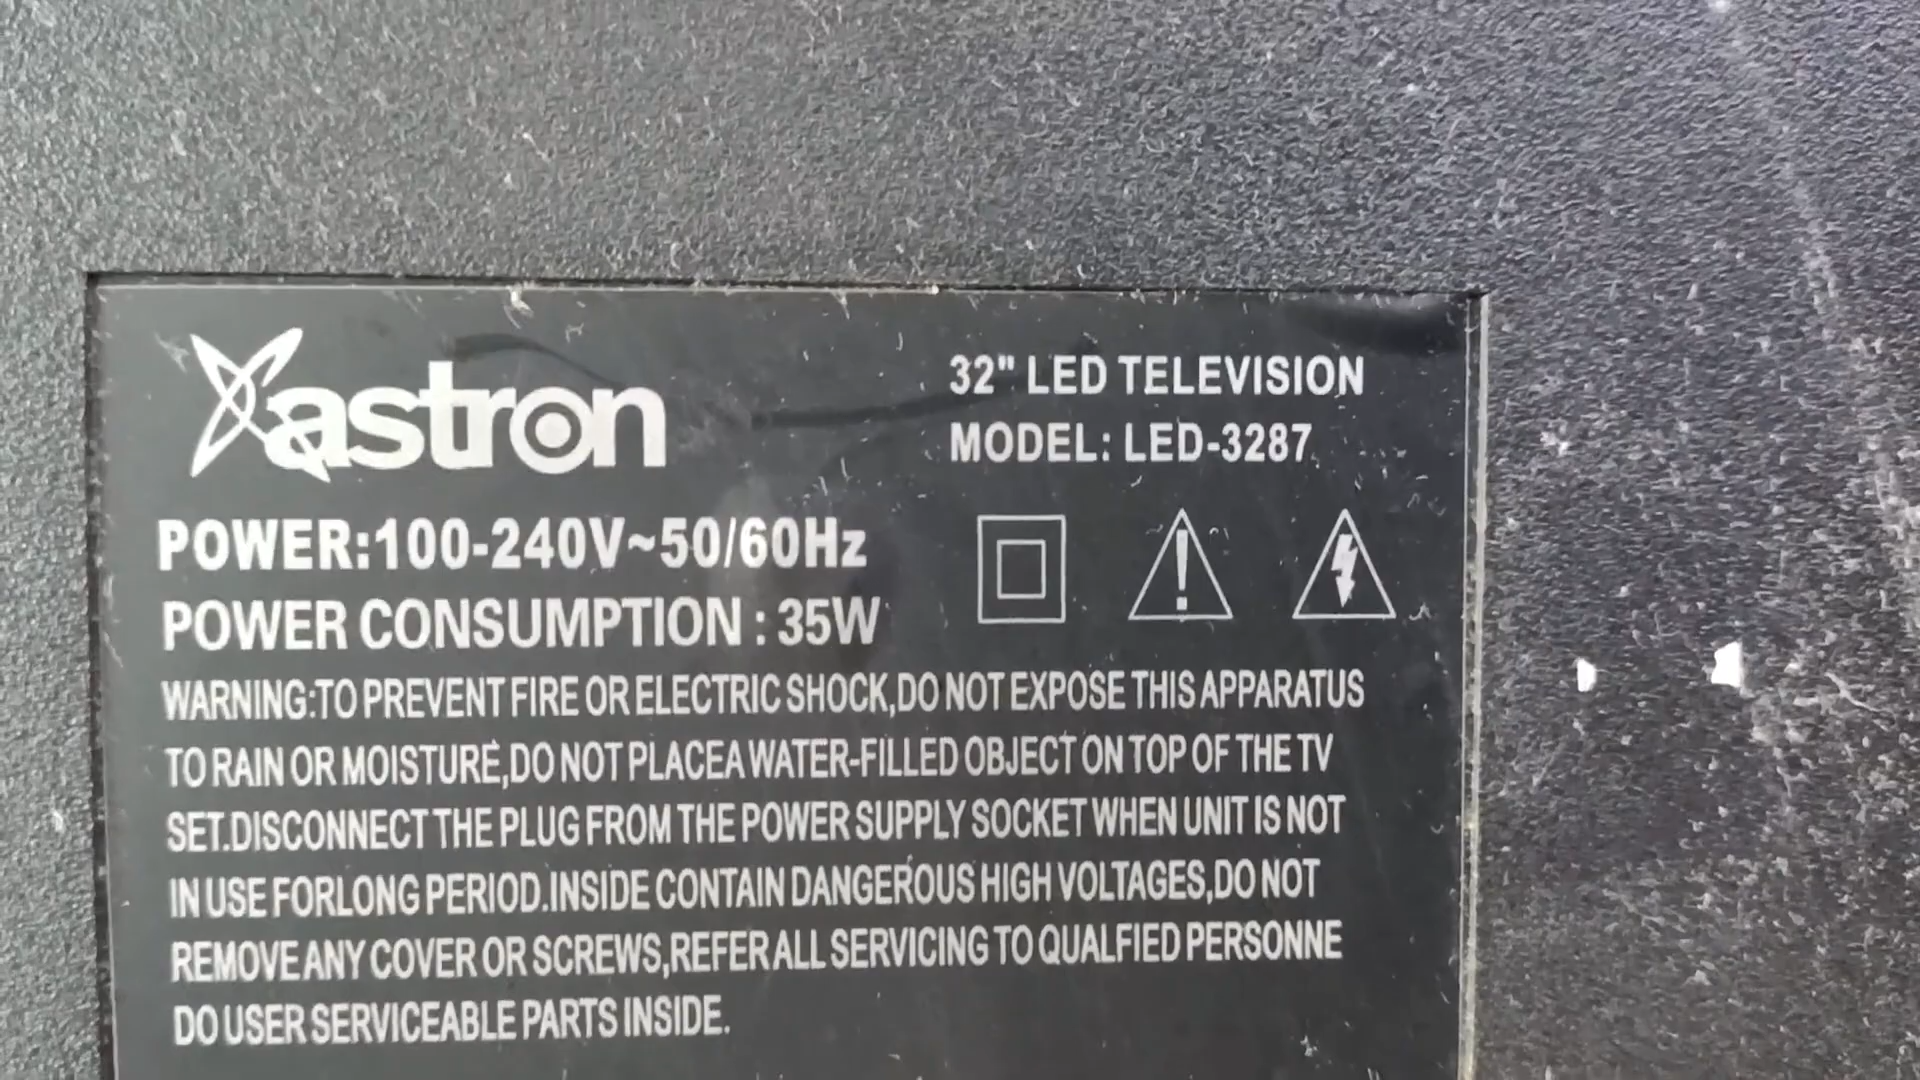 astron
32" LED TELEVISION
MODEL: LED-3287
POWER:100-240V~50/60Hz
POWER CONSUMPTION : 35W
WARNING:TO PREVENT FIRE OR ELECTRIC SHOCK,DO NOT EXPOSE THIS APPARATUS
TO RAIN OR MOISTURE,DO NOT PLACEA WATER-FILLED OBJECT ON TOP OF THE TV
SET.DISCONNECT THE PLUG FROM THE POWER SUPPLY SOCKET WHEN UNIT IS NOT
IN USE FORLONG PERIOD.INSIDE CONTAIN DANGEROUS HIGH VOLTAGES,DO NOT
REMOVE ANY COVER OR SCREWS,REFER ALL SERVICING TO QUALFIED PERSONNE
DO USER SERVICEABLE PARTS INSIDE.